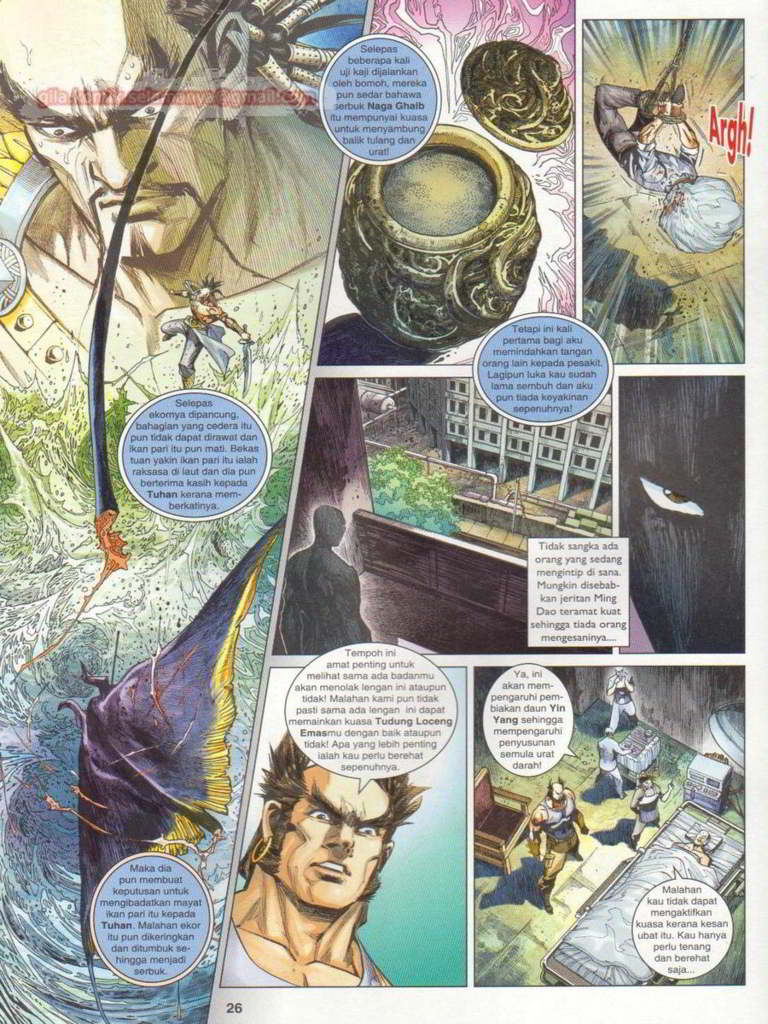 gila.komik.selamanya@gmail.com
Selepas
ekornya dipancung,
bahagian yang cedera itu
pun tidak dapat dirawat dan
ikan pari itu pun mati. Bekas
tuan yakin ikan pari itu ialah
raksasa di laut dan dia pun
berterima kasih kepada
Tuhan kerana mem-
berkatinya.
Maka dia
pun membuat
keputusan untuk
mengibadatkan mayat
ikan pari itu kepada
Tuhan. Malahan ekor
itu pun dikeringkan
dan ditumbuk se-
hingga menjadi
serbuk.
Selepas
beberapa kali
uji kaji dijalankan
oleh bomoh, mereka
pun sedar bahawa
serbuk Naga Ghaib
itu mempunyai kuasa
untuk menyambung
balik tulang dan
urat!
Tetapi ini kali
pertama bagi aku
memindahkan tangan
orang lain kepada pesakit.
Lagipun luka kau sudah
lama sembuh dan aku
pun tiada keyakinan
sepenuhnya!
Argh!
Tidak sangka ada
orang yang sedang
mengintip di sana.
Mungkin disebab-
kan jeritan Ming
Dao teramat kuat
sehingga tiada orang
mengesaninya....
Tempoh ini
amat penting untuk
melihat sama ada badanmu
akan menolak lengan ini ataupun
tidak! Malahan kami pun tidak
pasti sama ada lengan ini dapat
memainkan kuasa Tudung Loceng
Emasmu dengan baik ataupun
tidak! Apa yang lebih penting
ialah kau perlu berehat
sepenuhnya.
Ya, ini
akan mem-
pengaruhi pem-
biakan daun Yin
Yang sehingga
mempengaruhi
penyusunan
semula urat
darah!
Malahan
kau tidak dapat
mengaktifkan
kuasa kerana kesan
ubat itu. Kau hanya
perlu tenang
dan berehat
saja...
26